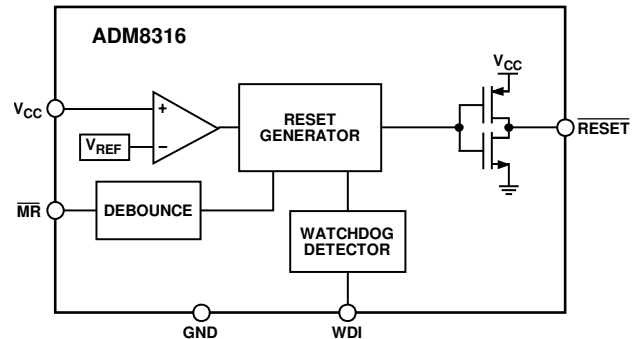 ADM8316
VCC
VCC
VREF
+
−
RESET
GENERATOR
RESET
MR
DEBOUNCE
WATCHDOG
DETECTOR
GND
WDI